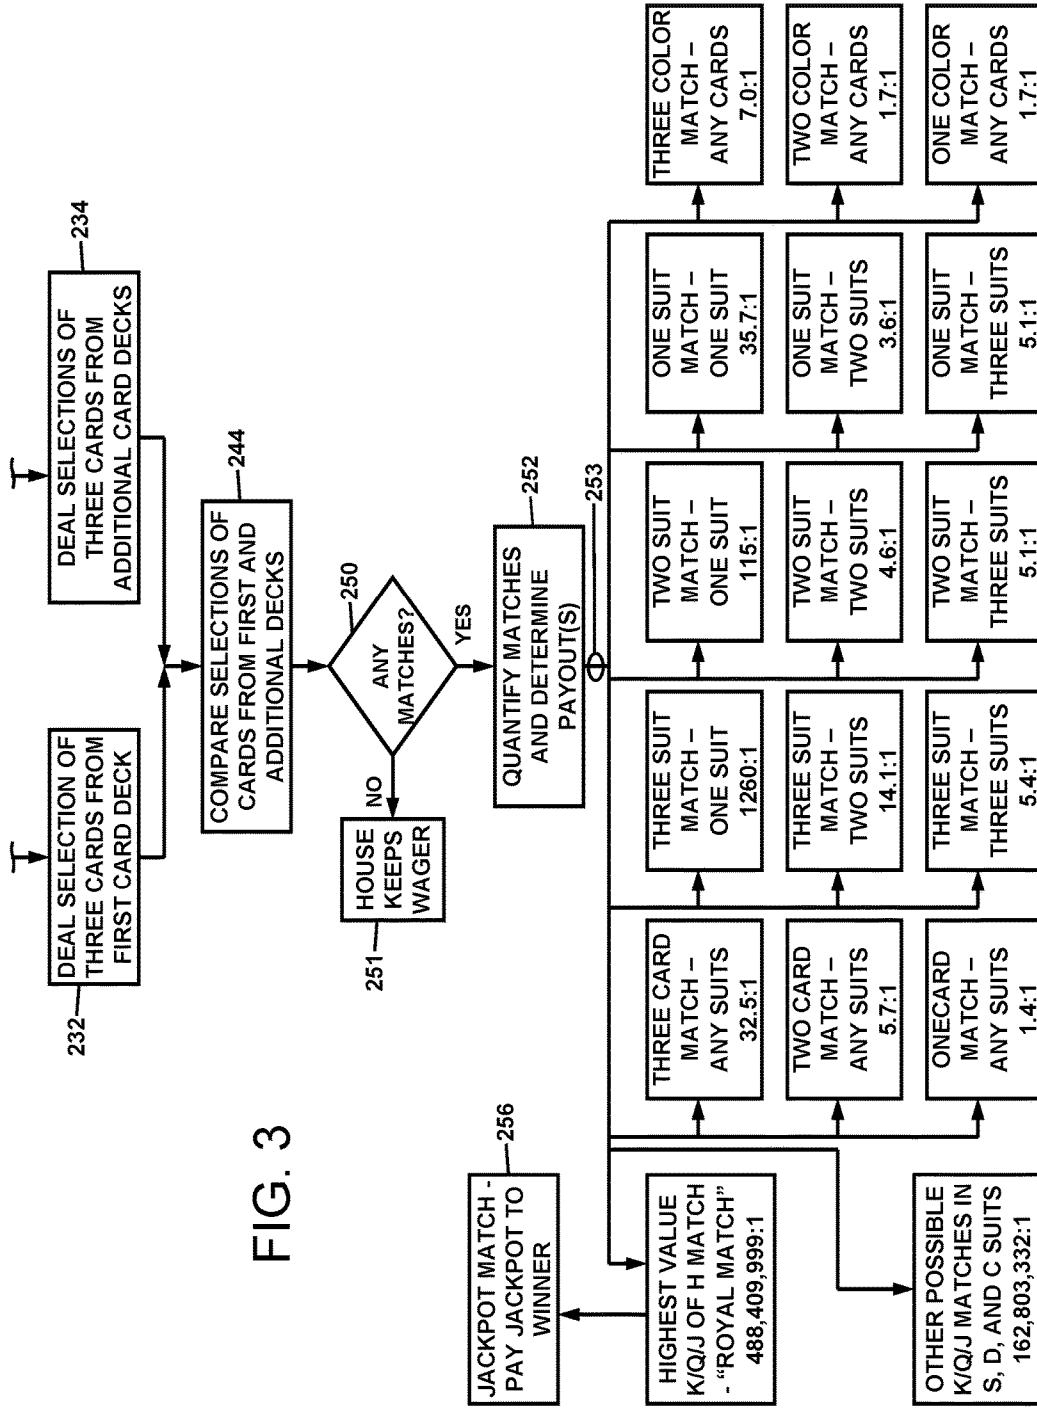 FIG. 3
232
DEAL SELECTION OF
THREE CARDS FROM
FIRST CARD DECK
234
DEAL SELECTIONS OF
THREE CARDS FROM
ADDITIONAL CARD DECKS
244
COMPARE SELECTIONS OF
CARDS FROM FIRST AND
ADDITIONAL DECKS
250
ANY
MATCHES?
NO
YES
251
HOUSE
KEEPS
WAGER
252
QUANTIFY MATCHES
AND DETERMINE
PAYOUT(S)
253
256
JACKPOT MATCH -
PAY JACKPOT TO
WINNER
HIGHEST VALUE
K/Q/J OF H MATCH
- “ROYAL MATCH”
488,409,999:1
OTHER POSSIBLE
K/Q/J MATCHES IN
S, D, AND C SUITS
162,803,332:1
THREE CARD
MATCH –
ANY SUITS
32.5:1
TWO CARD
MATCH –
ANY SUITS
5.7:1
ONECARD
MATCH –
ANY SUITS
1.4:1
THREE SUIT
MATCH –
ONE SUIT
1260:1
THREE SUIT
MATCH –
TWO SUITS
14.1:1
THREE SUIT
MATCH –
THREE SUITS
5.4:1
TWO SUIT
MATCH –
ONE SUIT
115:1
TWO SUIT
MATCH –
TWO SUITS
4.6:1
TWO SUIT
MATCH –
THREE SUITS
5.1:1
ONE SUIT
MATCH –
ONE SUIT
35.7:1
ONE SUIT
MATCH –
TWO SUITS
3.6:1
ONE SUIT
MATCH –
THREE SUITS
5.1:1
THREE COLOR
MATCH –
ANY CARDS
7.0:1
TWO COLOR
MATCH –
ANY CARDS
1.7:1
ONE COLOR
MATCH –
ANY CARDS
1.7:1